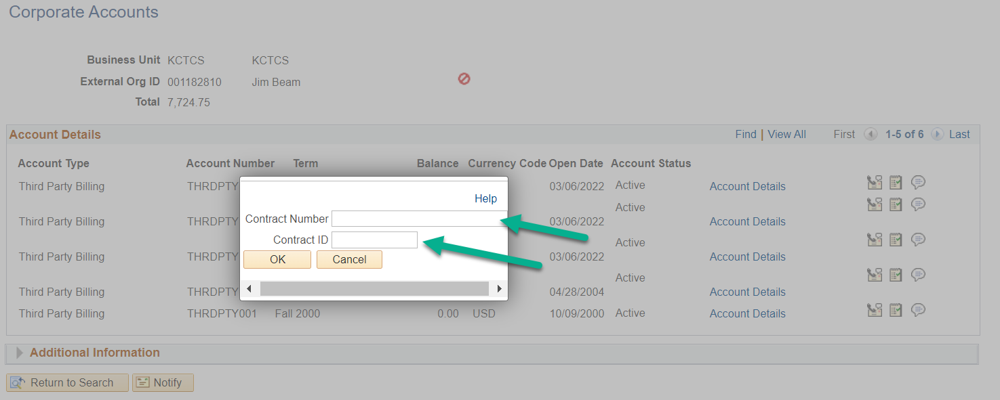 Corporate Accounts
Business Unit KCTCS KCTCS
External Org ID 001182810 Jim Beam
Total 7,724.75
Account Details Find | View All First 1-5 of 6 Last
Account Type Account Number Term Balance Currency Code Open Date Account Status
Third Party Billing THRDPTY 03/06/2022 Active Account Details
Active
Third Party Billing THRDPTY 03/06/2022 Account Details
Active
Third Party Billing THRDPTY 03/06/2022 Account Details
Active
Third Party Billing THRDPTY 04/28/2004 Account Details
Third Party Billing THRDPTY001 Fall 2000 0.00 USD 10/09/2000 Active Account Details
Help
Contract Number
Contract ID
OK Cancel
Additional Information
Return to Search Notify